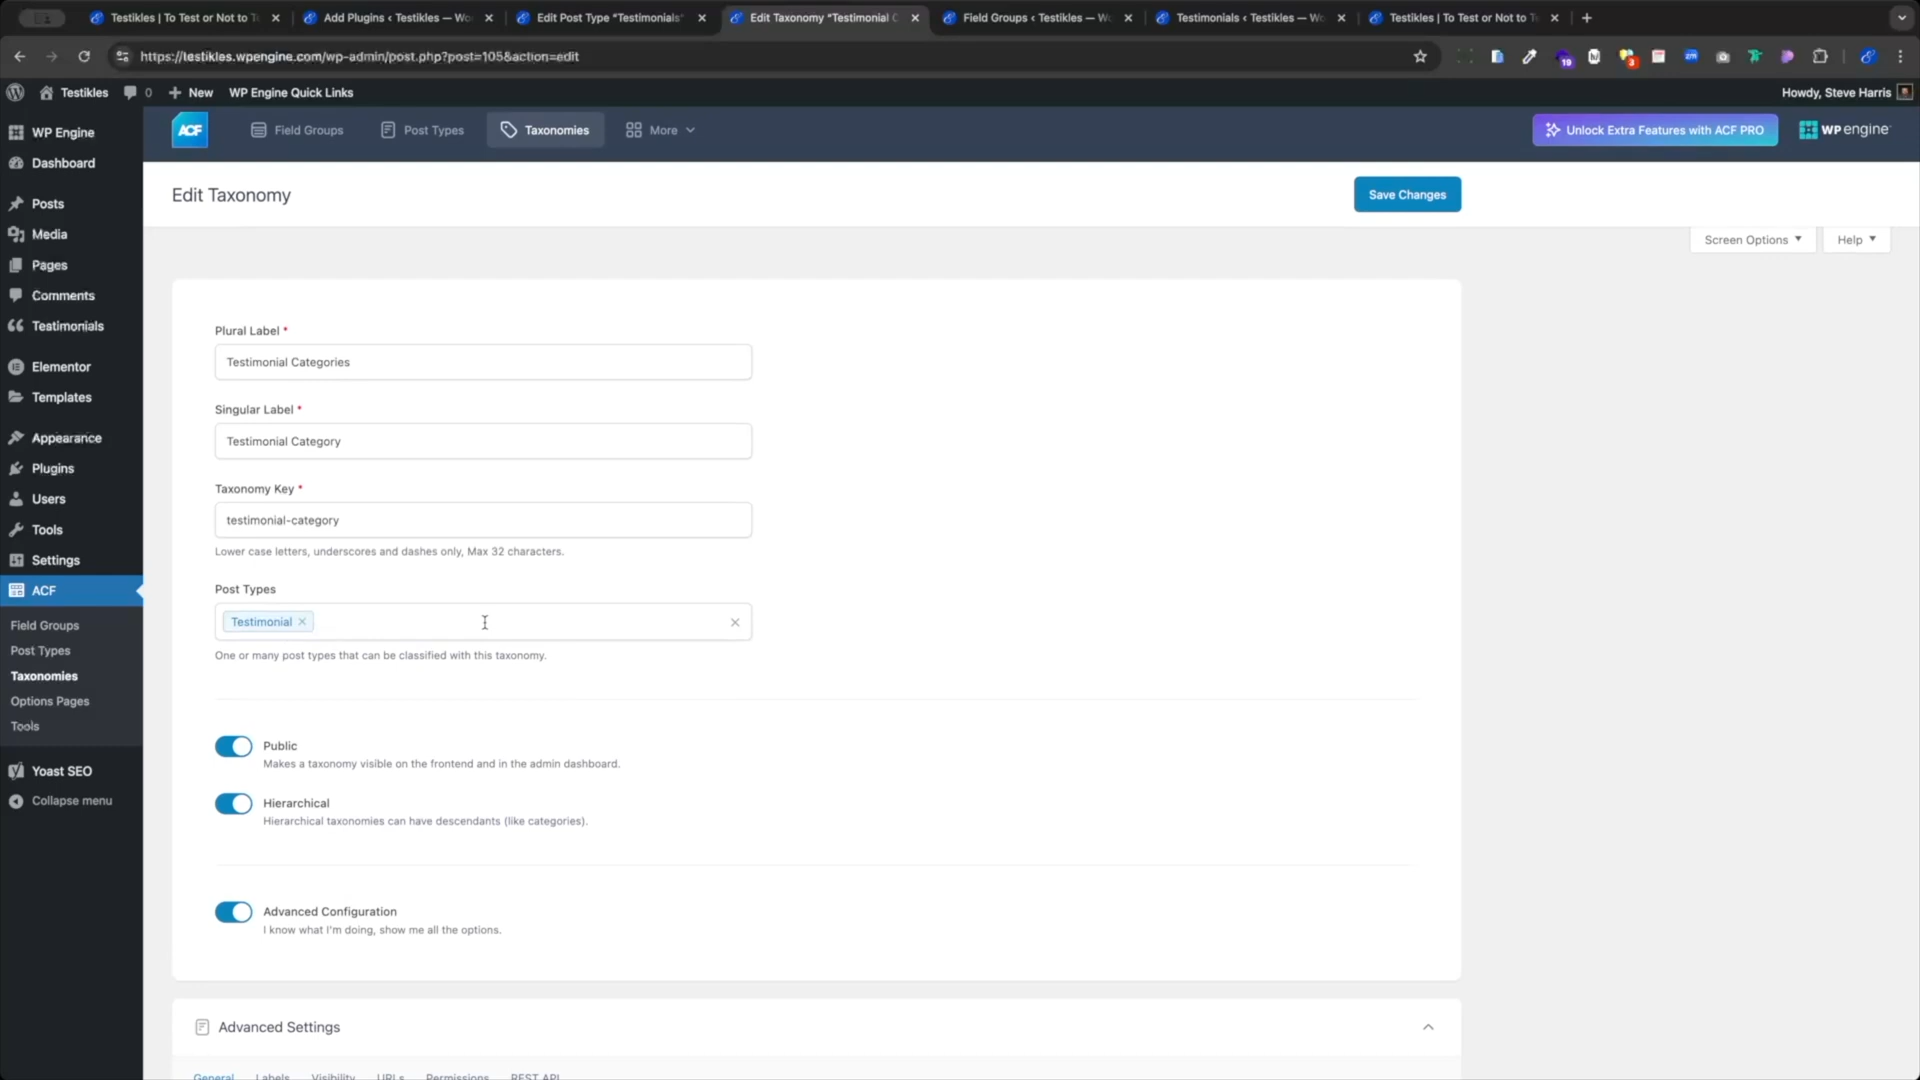 Testikles | To Test or Not to T
Add Plugins ‹ Testikles — Wo
Edit Post Type "Testimonials"
Edit Taxonomy "Testimonial C
Field Groups ‹ Testikles — W
Testimonials ‹ Testikles — Wo
Testikles | To Test or Not to T
https://testikles.wpengine.com/wp-admin/post.php?post=105&action=edit
19
3
Testikles
0
New
WP Engine Quick Links
Howdy, Steve Harris
WP Engine
Dashboard
Posts
Media
Pages
Comments
Testimonials
Elementor
Templates
Appearance
Plugins
Users
Tools
Settings
ACF
Field Groups
Post Types
Taxonomies
Options Pages
Tools
Yoast SEO
Collapse menu
ACF
Field Groups
Post Types
Taxonomies
More
Unlock Extra Features with ACF PRO
WP engine
Edit Taxonomy
Save Changes
Screen Options
Help
Plural Label *
Testimonial Categories
Singular Label *
Testimonial Category
Taxonomy Key *
testimonial-category
Lower case letters, underscores and dashes only, Max 32 characters.
Post Types
Testimonial
One or many post types that can be classified with this taxonomy.
Public
Makes a taxonomy visible on the frontend and in the admin dashboard.
Hierarchical
Hierarchical taxonomies can have descendants (like categories).
Advanced Configuration
I know what I'm doing, show me all the options.
Advanced Settings
General Labels Visibility URLs Permissions REST API